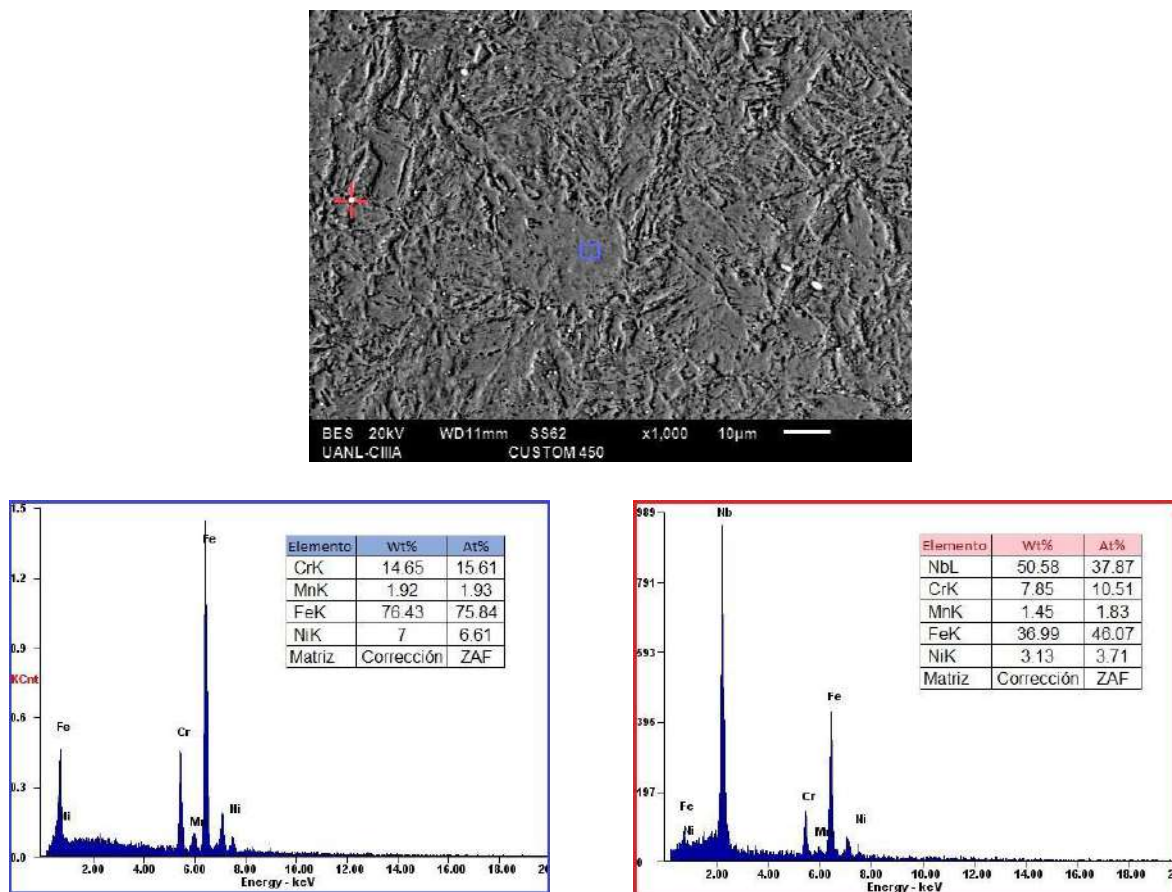 BES 20kV WD11mm SS62 x1,000 10µm
UANL-CIIIA CUSTOM 450
1.5
1.2
0.9
KCnt
0.6
0.3
0.0
Fe
Ni
Cr
Mn
Fe
Ni
2.00 4.00 6.00 8.00 10.00 12.00 14.00 16.00 18.00 20
Energy - keV
Elemento Wt% At%
CrK 14.65 15.61
MnK 1.92 1.93
FeK 76.43 75.84
NiK 7 6.61
Matriz Corrección ZAF
989
791
593
396
197
0
Nb
Fe
Ni
Cr
Mn
Fe
Ni
2.00 4.00 6.00 8.00 10.00 12.00 14.00 16.00 18.00 2
Energy - keV
Elemento Wt% At%
NbL 50.58 37.87
CrK 7.85 10.51
MnK 1.45 1.83
FeK 36.99 46.07
NiK 3.13 3.71
Matriz Corrección ZAF